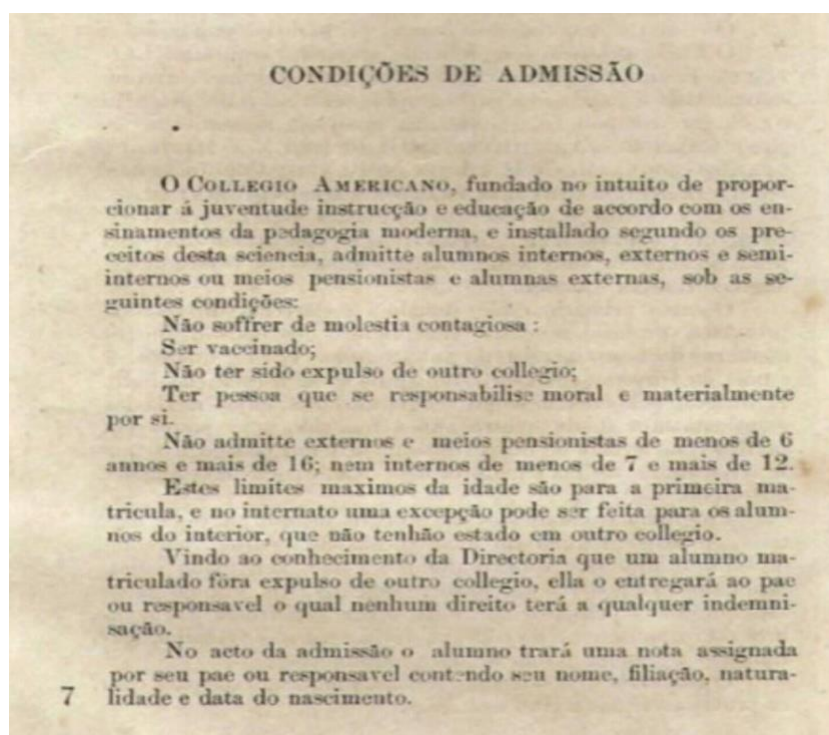 CONDIÇÕES DE ADMISSÃO
O COLLEGIO AMERICANO, fundado no intuito de propor-
cionar á juventude instrucção e educação de accordo com os en-
sinamentos da pedagogia moderna, e installado segundo os pre-
ceitos desta sciencia, admitte alumnos internos, externos e semi-
internos ou meios pensionistas e alumnas externas, sob as se-
guintes condições:
Não soffrer de molestia contagiosa :
Ser vaccinado;
Não ter sido expulso de outro collegio;
Ter pessoa que se responsabilise moral e materialmente
por si.
Não admitte externos e meios pensionistas de menos de 6
annos e mais de 16; nem internos de menos de 7 e mais de 12.
Estes limites maximos da idade são para a primeira ma-
tricula, e no internato uma excepção pode ser feita para os alum-
nos do interior, que não tenhão estado em outro collegio.
Vindo ao conhecimento da Directoria que um alumno ma-
triculado fôra expulso de outro collegio, ella o entregará ao pae
ou responsavel o qual nenhum direito terá a qualquer indemni-
sação.
No acto da admissão o alumno trará uma nota assignada
por seu pae ou responsavel contendo seu nome, filiação, natura-
7 lidade e data do nascimento.